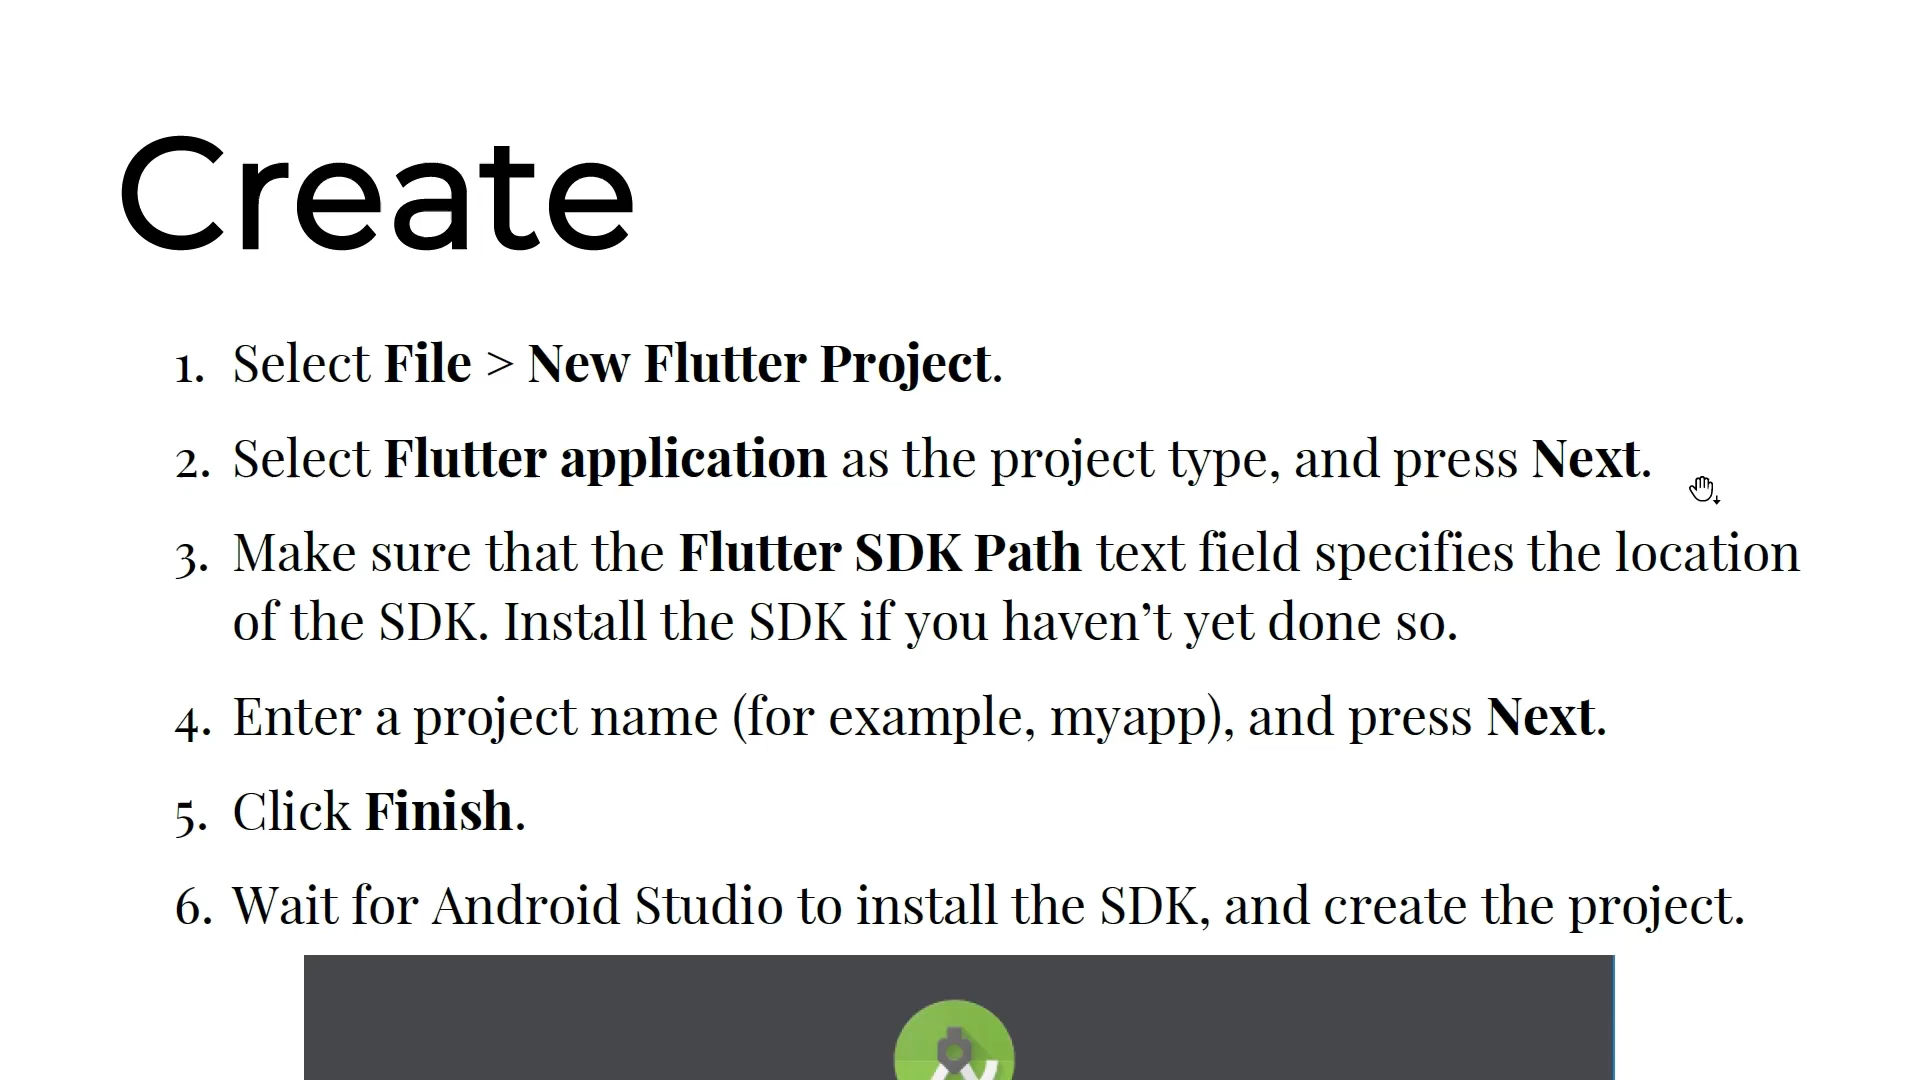 Create
1. Select File > New Flutter Project.
2. Select Flutter application as the project type, and press Next.
3. Make sure that the Flutter SDK Path text field specifies the location
of the SDK. Install the SDK if you haven’t yet done so.
4. Enter a project name (for example, myapp), and press Next.
5. Click Finish.
6. Wait for Android Studio to install the SDK, and create the project.